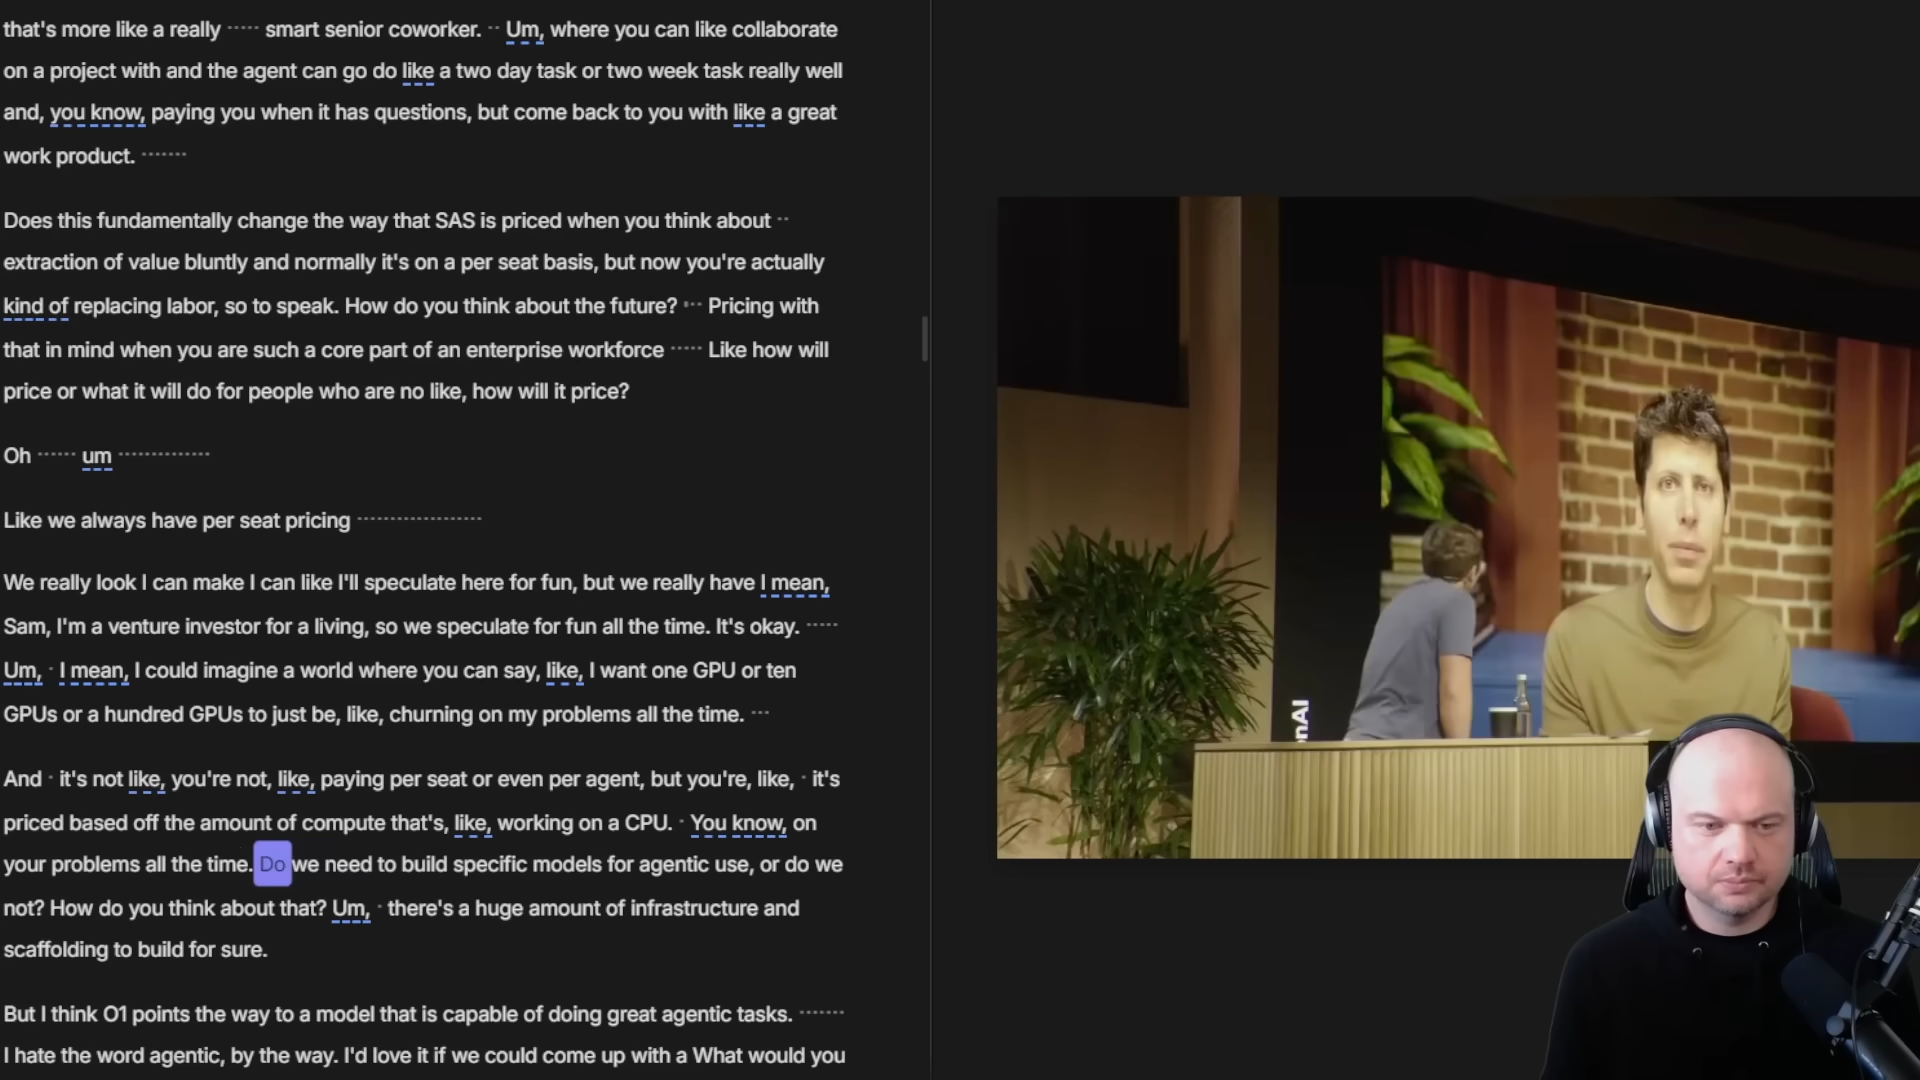 that's more like a really ····· smart senior coworker. ·· Um, where you can like collaborate
on a project with and the agent can go do like a two day task or two week task really well
and, you know, paying you when it has questions, but come back to you with like a great
work product. ·······
Does this fundamentally change the way that SAS is priced when you think about ··
extraction of value bluntly and normally it's on a per seat basis, but now you're actually
kind of replacing labor, so to speak. How do you think about the future? ··· Pricing with
that in mind when you are such a core part of an enterprise workforce ····· Like how will
price or what it will do for people who are no like, how will it price?
Oh ······ um ··············
Like we always have per seat pricing ···················
We really look I can make I can like I'll speculate here for fun, but we really have I mean,
Sam, I'm a venture investor for a living, so we speculate for fun all the time. It's okay. ·····
Um, · I mean, I could imagine a world where you can say, like, I want one GPU or ten
GPUs or a hundred GPUs to just be, like, churning on my problems all the time. ···
And · it's not like, you're not, like, paying per seat or even per agent, but you're, like, · it's
priced based off the amount of compute that's, like, working on a CPU. · You know, on
your problems all the time. Do we need to build specific models for agentic use, or do we
not? How do you think about that? Um, · there's a huge amount of infrastructure and
scaffolding to build for sure.
But I think O1 points the way to a model that is capable of doing great agentic tasks. ·······
I hate the word agentic, by the way. I'd love it if we could come up with a What would you
nAI